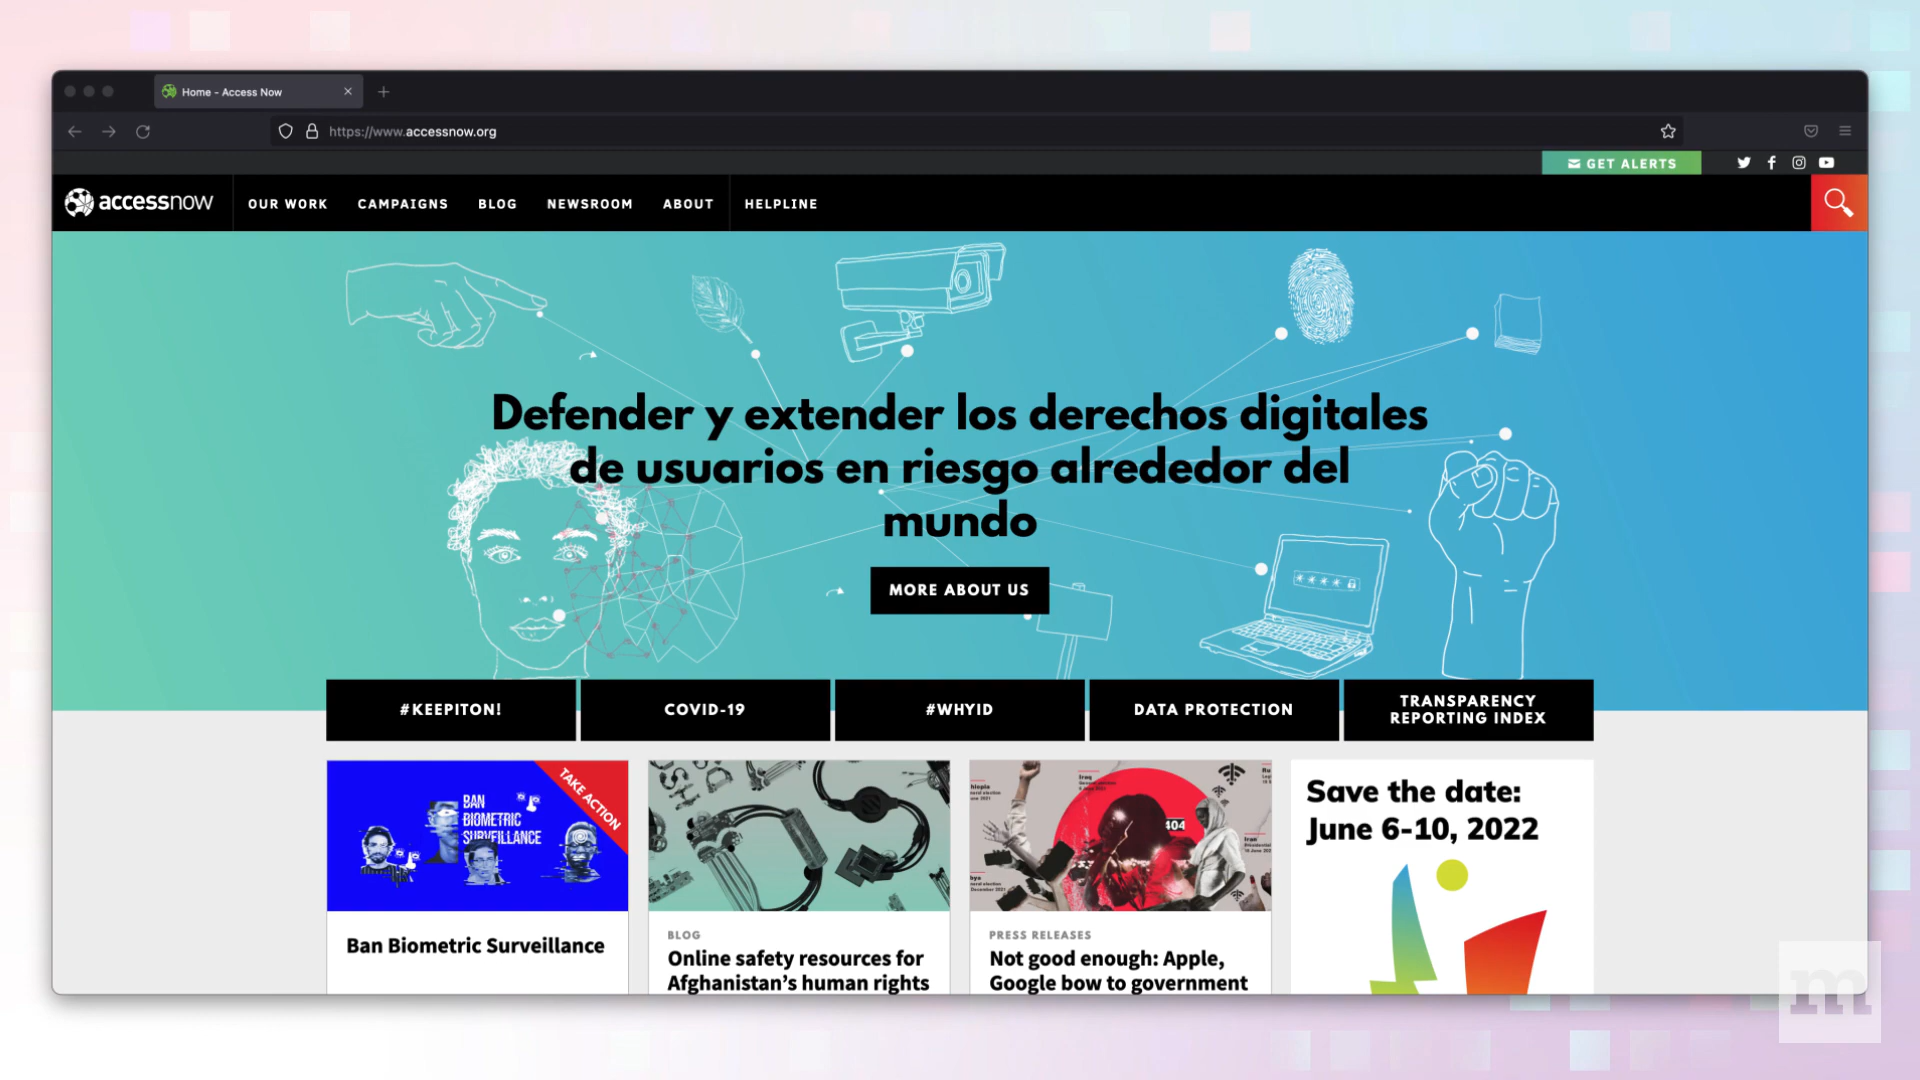 Home - Access Now
https://www.accessnow.org
GET ALERTS
accessnow
OUR WORK
CAMPAIGNS
BLOG
NEWSROOM
ABOUT
HELPLINE
Defender y extender los derechos digitales
de usuarios en riesgo alrededor del
mundo
MORE ABOUT US
#KEEPITON!
COVID-19
#WHYID
DATA PROTECTION
TRANSPARENCY
REPORTING INDEX
TAKE ACTION
BAN
BIOMETRIC
SURVEILLANCE
404
Save the date:
June 6-10, 2022
Ban Biometric Surveillance
BLOG
Online safety resources for
Afghanistan's human rights
PRESS RELEASES
Not good enough: Apple,
Google bow to government
m